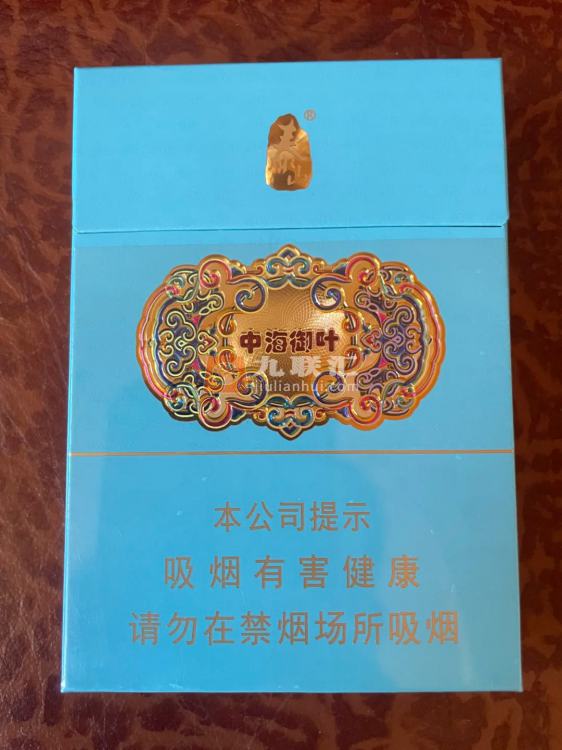 ®
中海御叶
九联汇
jiulianhui.com
本公司提示
吸烟有害健康
请勿在禁烟场所吸烟